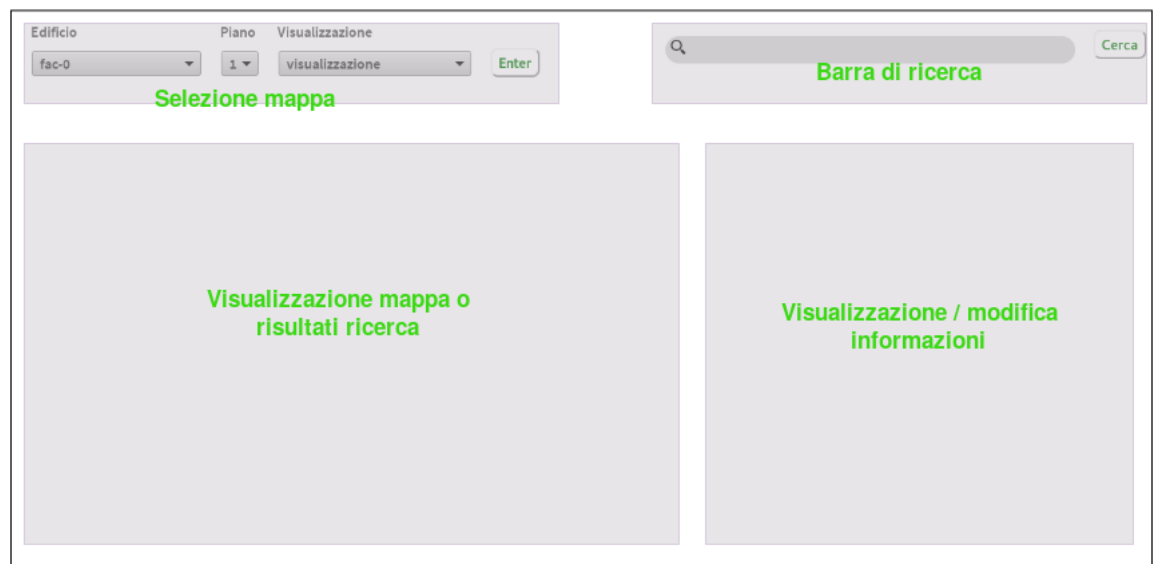 Edificio Piano Visualizzazione
fac-0 1 visualizzazione Enter
Selezione mappa
Cerca
Barra di ricerca
Visualizzazione mappa o
risultati ricerca
Visualizzazione / modifica
informazioni